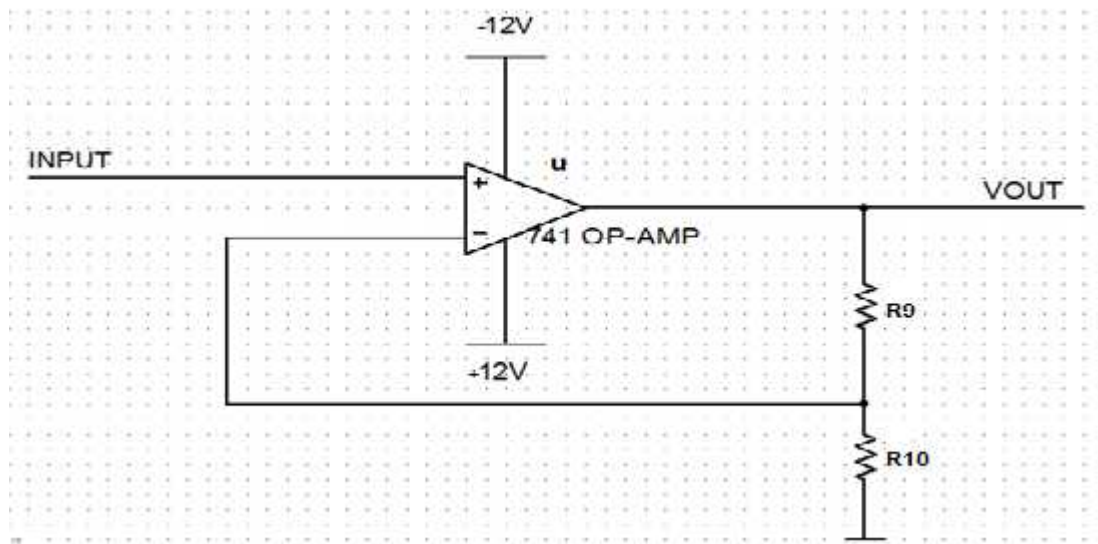 -12V
INPUT
u
+
-
741 OP-AMP
VOUT
R9
+12V
R10